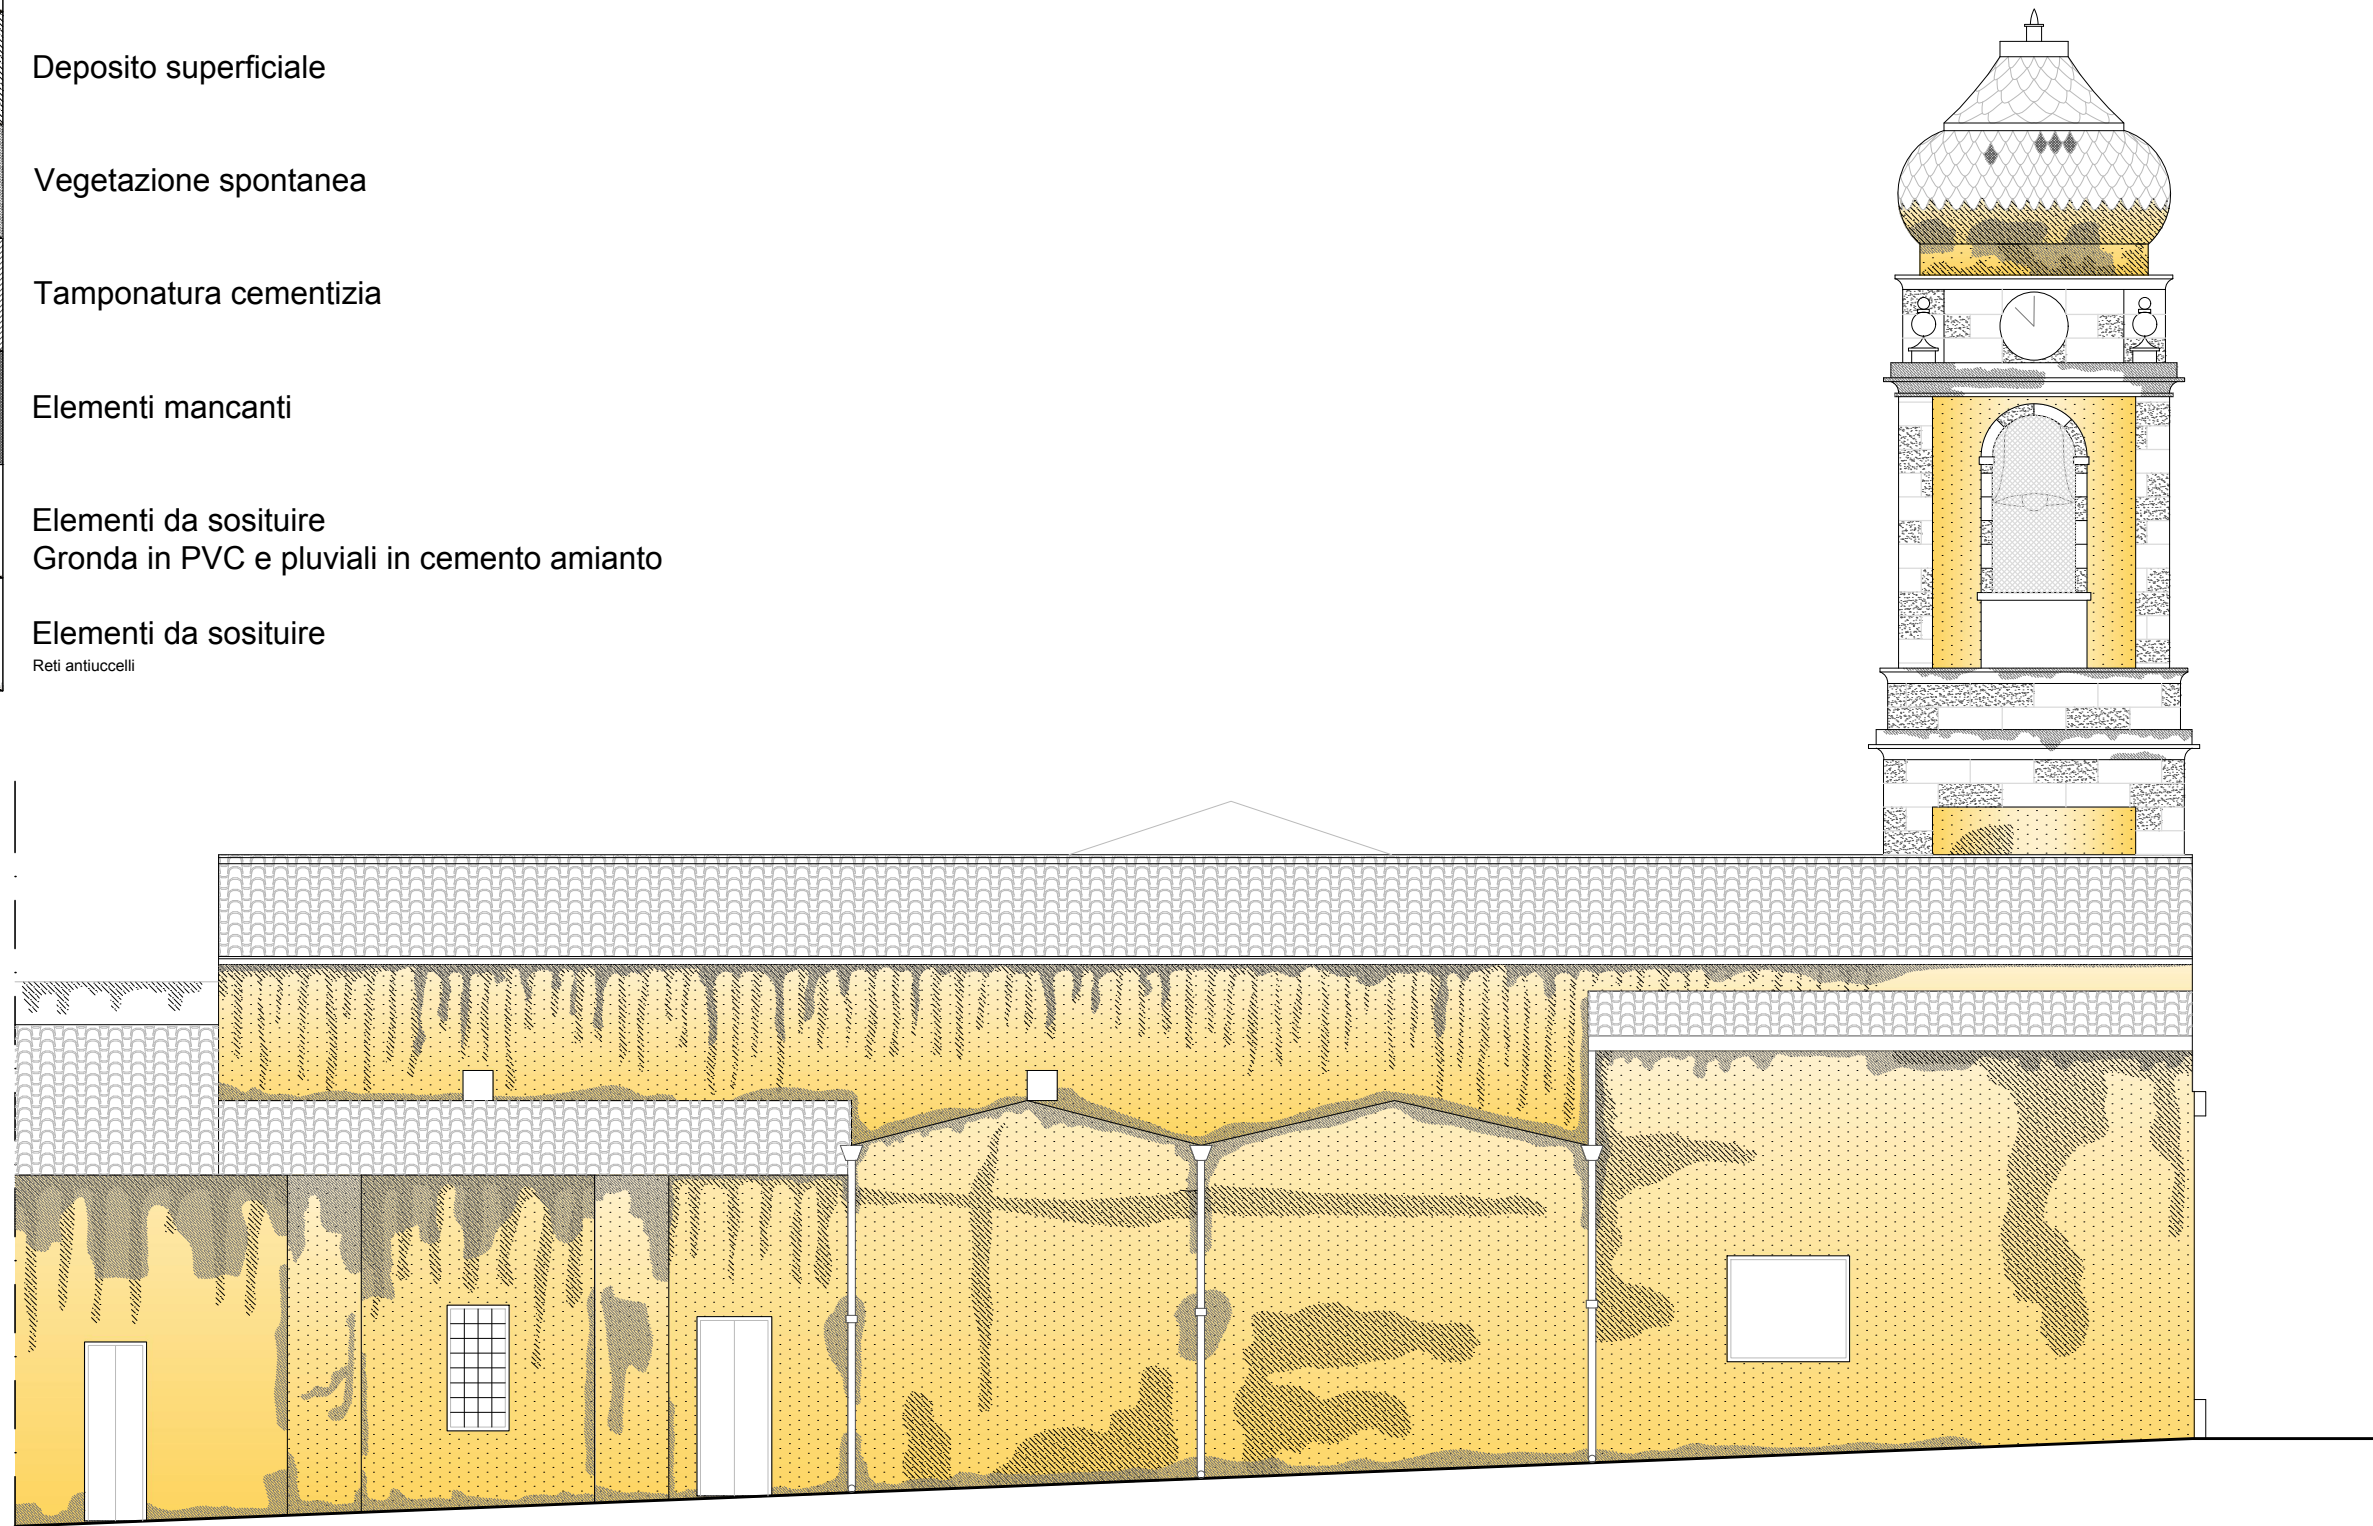 Deposito superficiale
Vegetazione spontanea
Tamponatura cementizia
Elementi mancanti
Elementi da sosituire
Gronda in PVC e pluviali in cemento amianto
Elementi da sosituire
Reti antiuccelli